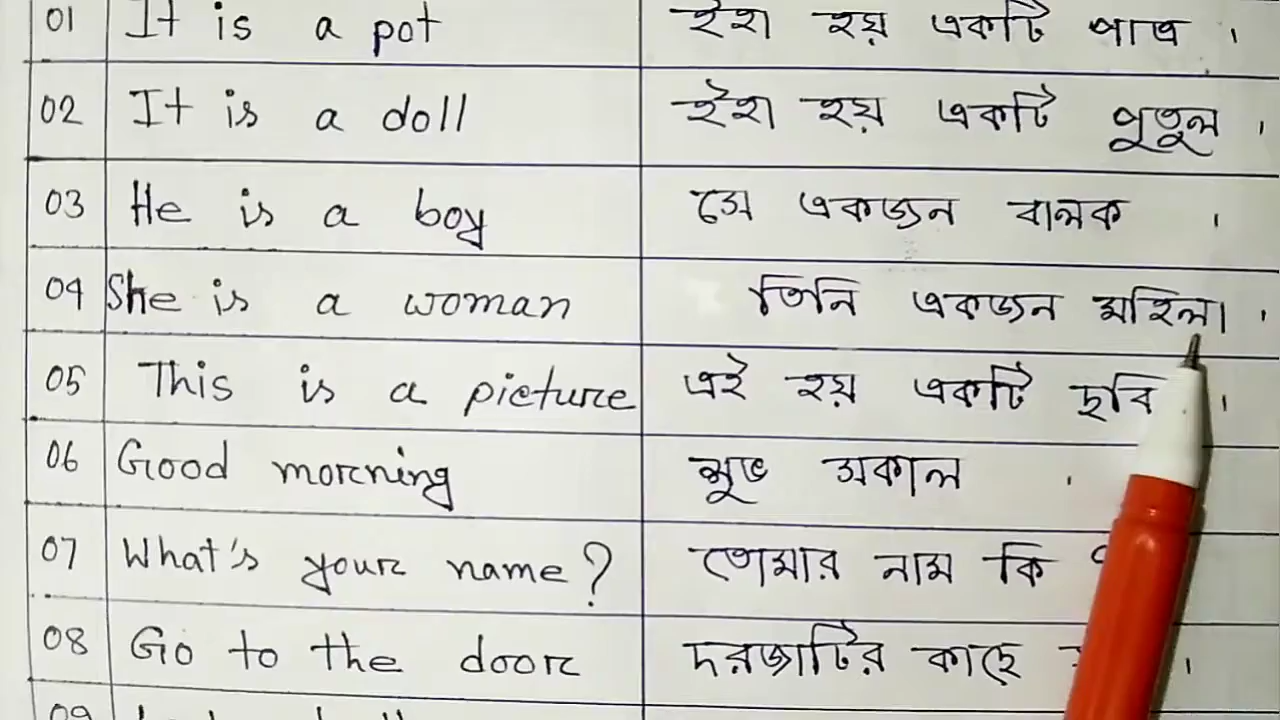 01 It is a pot ইহা হয় একটি পাত্র ।
02 It is a doll ইহা হয় একটি পুতুল ।
03 He is a boy সে একজন বালক ।
04 She is a woman তিনি একজন মহিলা ।
05 This is a picture এই হয় একটি ছবি ।
06 Good morning শুভ সকাল ।
07 What's your name? তোমার নাম কি
08 Go to the door দরজাটির কাছে ।
09